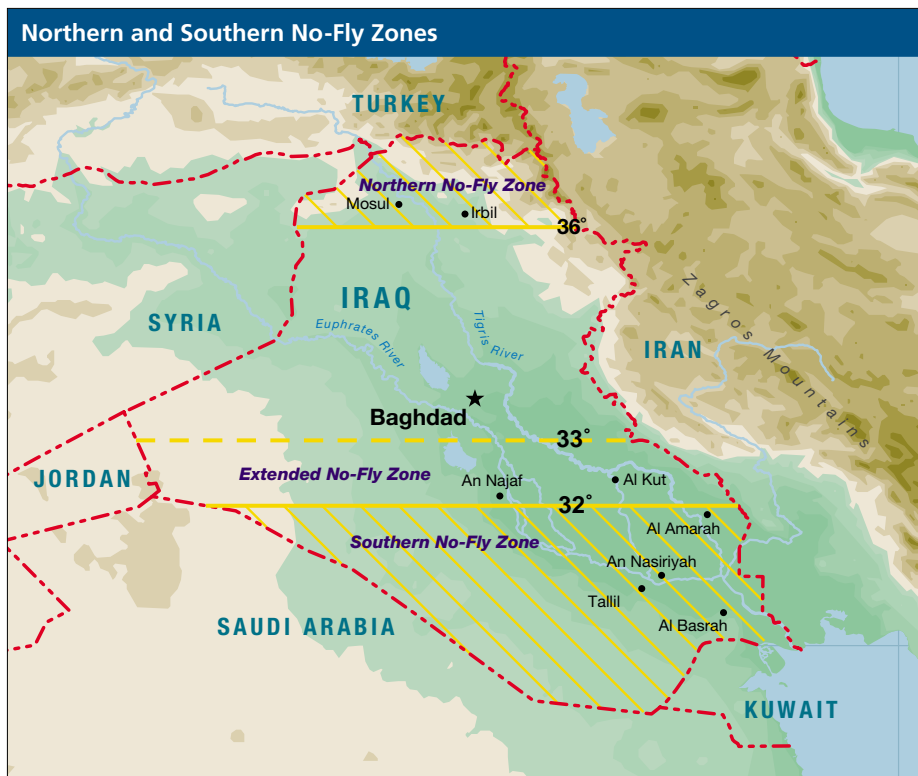 Northern and Southern No-Fly Zones
TURKEY
Northern No-Fly Zone
Mosul
Irbil
36°
IRAQ
SYRIA
Euphrates River
Tigris River
IRAN
Zagros Mountains
Baghdad
33°
JORDAN
Extended No-Fly Zone
An Najaf
Al Kut
32°
Al Amarah
Southern No-Fly Zone
An Nasiriyah
Tallil
Al Basrah
SAUDI ARABIA
KUWAIT